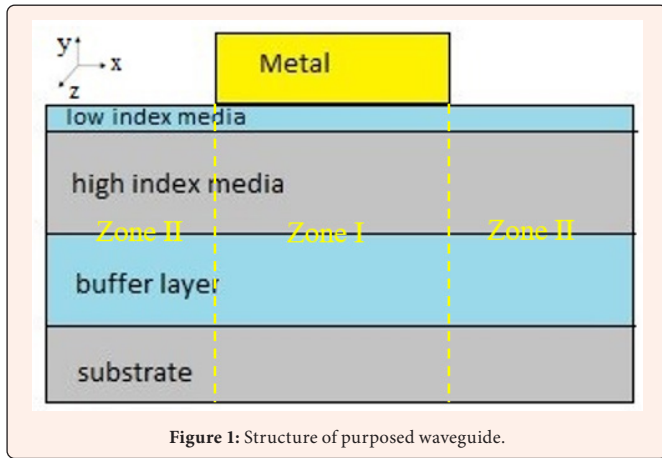 y
x
z
Metal
low index media
high index media
Zone II Zone I Zone II
buffer layer
substrate
Figure 1: Structure of purposed waveguide.